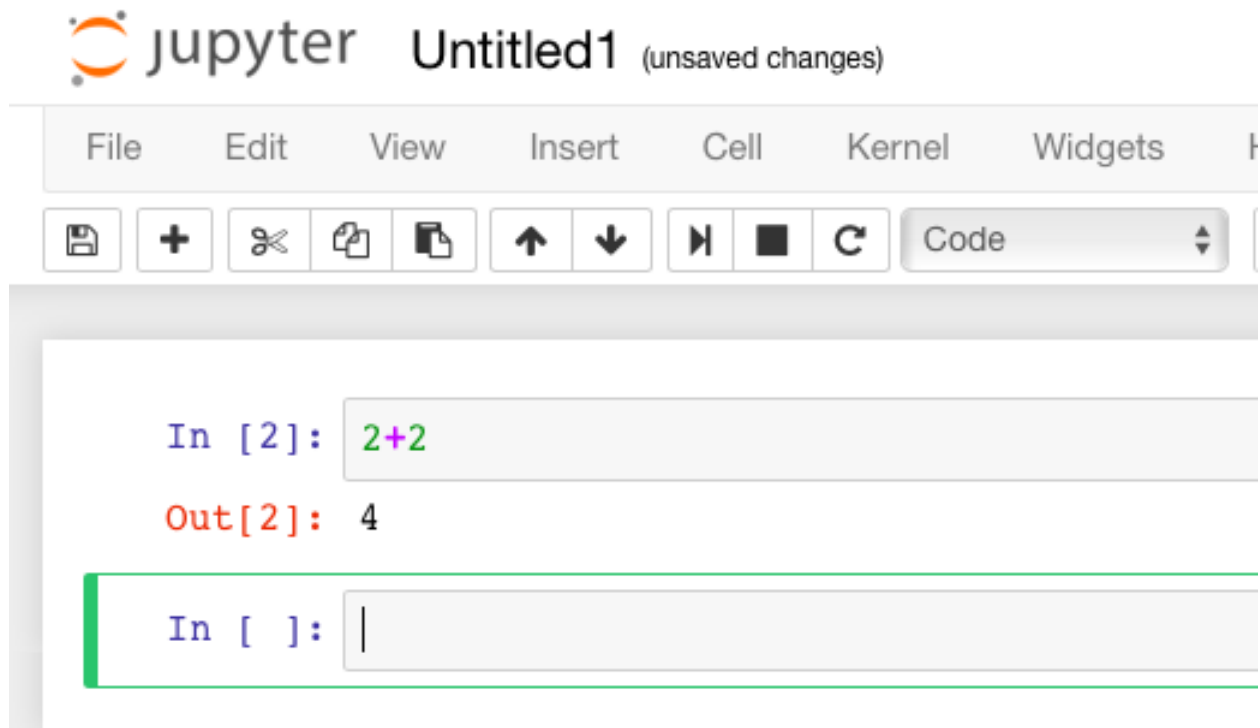 jupyter Untitled1 (unsaved changes)
File Edit View Insert Cell Kernel Widgets
Code
In [2]: 2+2
Out[2]: 4
In [ ]: